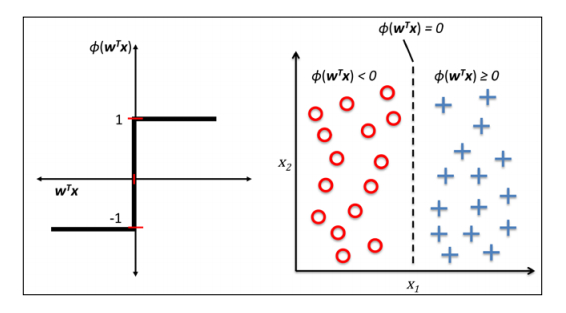 ϕ(wᵀx)
1
wᵀx
-1
ϕ(wᵀx) = 0
ϕ(wᵀx) < 0
ϕ(wᵀx) ≥ 0
x₂
x₁